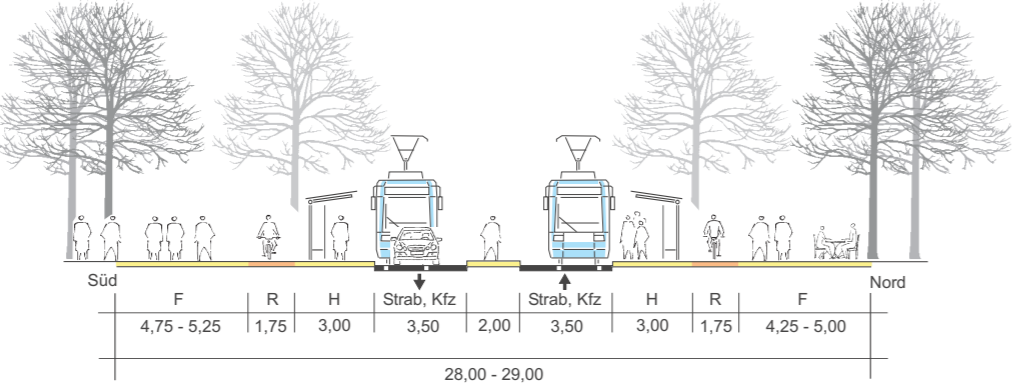 Süd Nord
F R H Strab, Kfz Strab, Kfz H R F
4,75 - 5,25 1,75 3,00 3,50 2,00 3,50 3,00 1,75 4,25 - 5,00
28,00 - 29,00